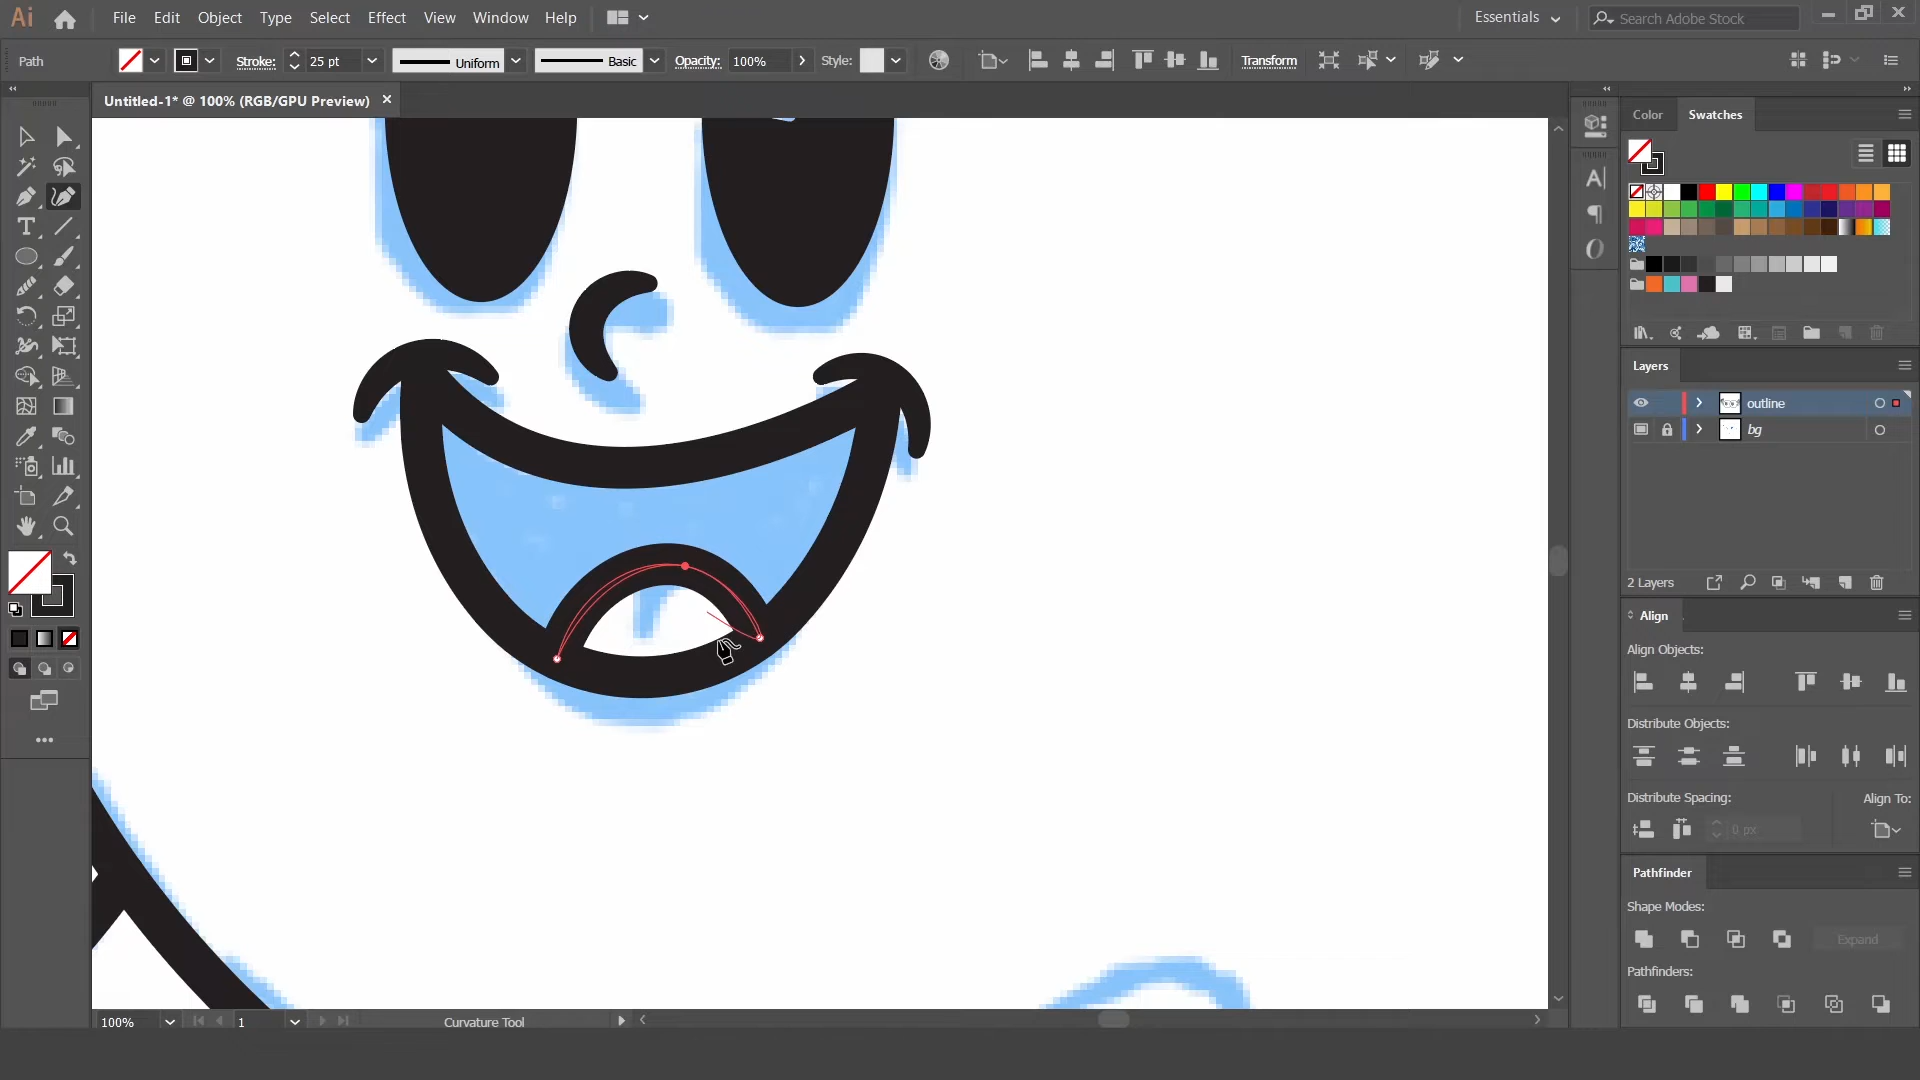 Ai File Edit Object Type Select Effect View Window Help Essentials Search Adobe Stock
Path Stroke: 25 pt Uniform Basic Opacity: 100% Style: Transform
Untitled-1* @ 100% (RGB/GPU Preview)
Color Swatches
Layers
outline
bg
2 Layers
Align
Align Objects:
Distribute Objects:
Distribute Spacing: Align To:
0 px
Pathfinder
Shape Modes:
Expand
Pathfinders:
100% 1 Curvature Tool